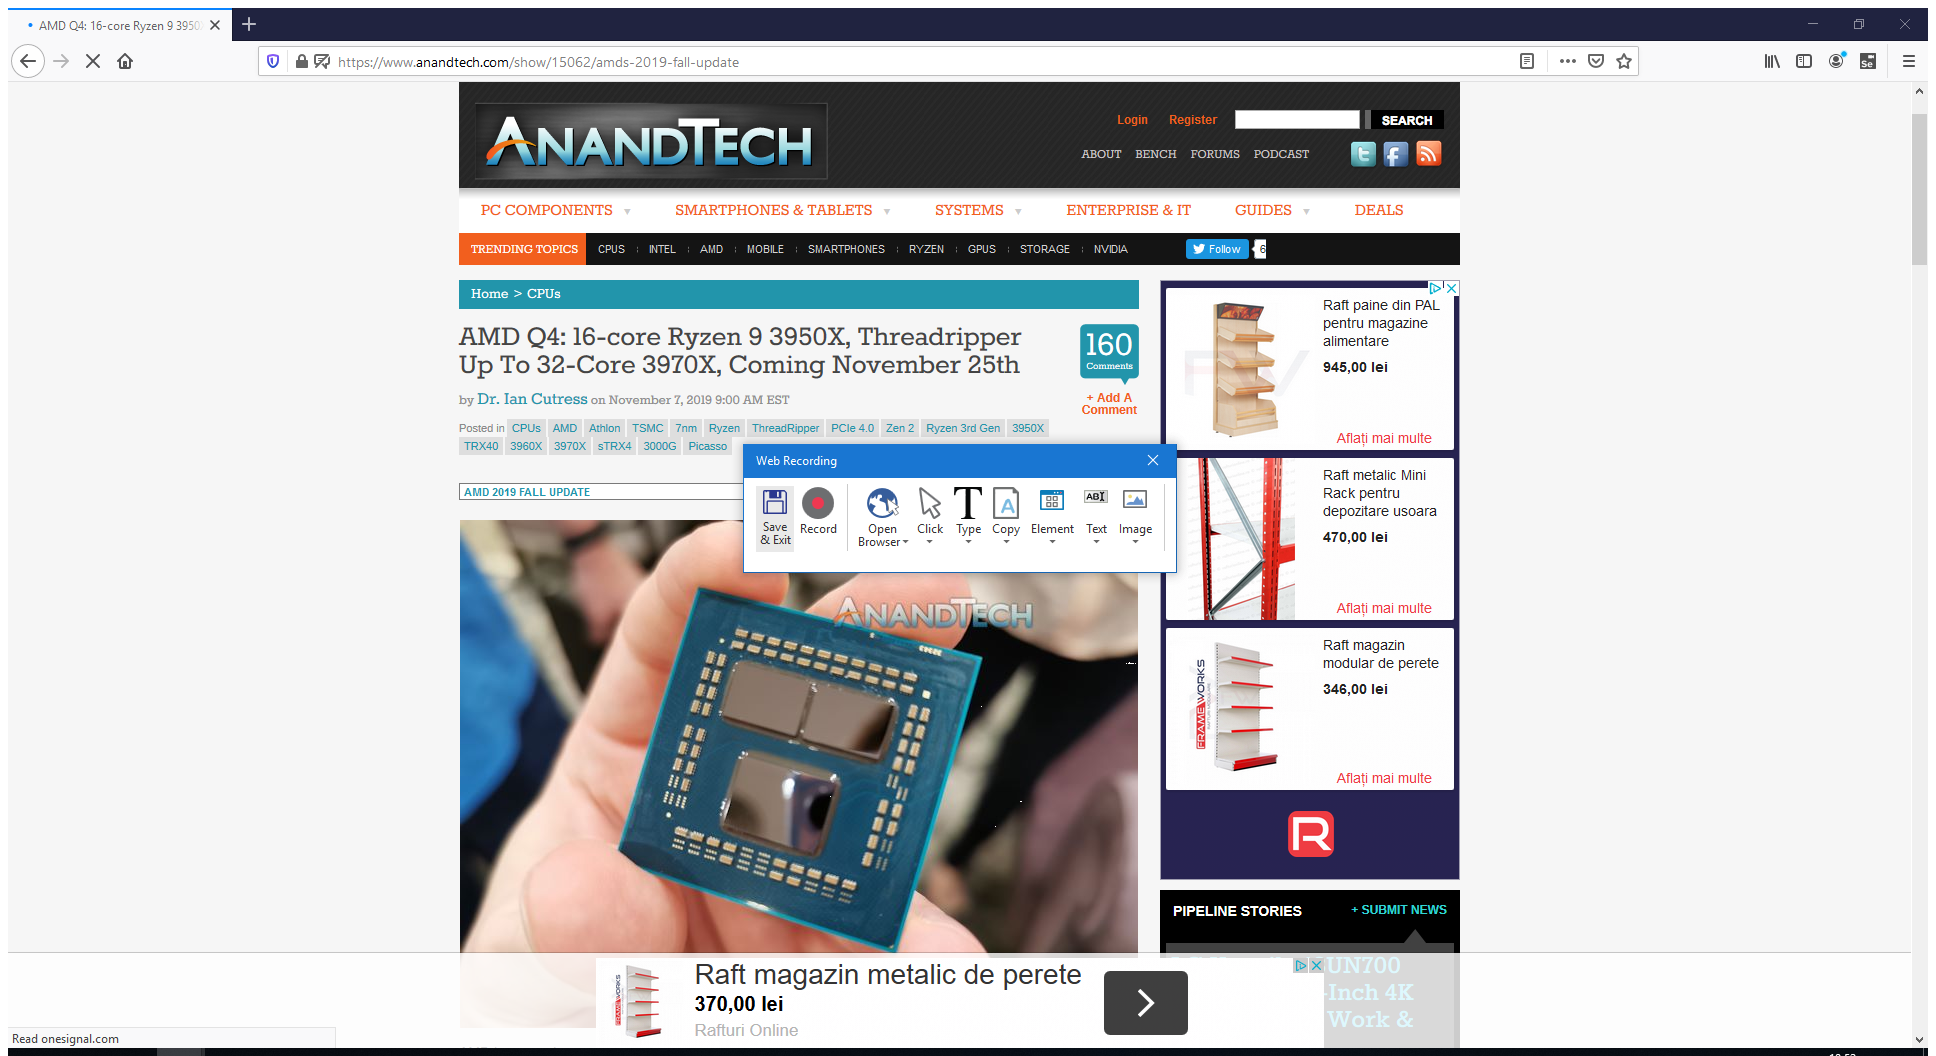 AMD Q4: 16-core Ryzen 9 3950
https://www.anandtech.com/show/15062/amds-2019-fall-update
ANANDTECH
Login Register SEARCH
ABOUT BENCH FORUMS PODCAST
PC COMPONENTS SMARTPHONES & TABLETS SYSTEMS ENTERPRISE & IT GUIDES DEALS
TRENDING TOPICS CPUS INTEL AMD MOBILE SMARTPHONES RYZEN GPUS STORAGE NVIDIA Follow 6
Home > CPUs
AMD Q4: 16-core Ryzen 9 3950X, Threadripper
Up To 32-Core 3970X, Coming November 25th
by Dr. Ian Cutress on November 7, 2019 9:00 AM EST
160
Comments
+ Add A
Comment
Posted in CPUs AMD Athlon TSMC 7nm Ryzen ThreadRipper PCIe 4.0 Zen 2 Ryzen 3rd Gen 3950X
TRX40 3960X 3970X sTRX4 3000G Picasso
AMD 2019 FALL UPDATE
Web Recording
Save
& Exit
Record
Open
Browser
Click
Type
Copy
Element
Text
Image
ANANDTECH
Raft paine din PAL
pentru magazine
alimentare
945,00 lei
Aflați mai multe
Raft metalic Mini
Rack pentru
depozitare usoara
470,00 lei
Aflați mai multe
Raft magazin
modular de perete
346,00 lei
FRAMEWORKS
Aflați mai multe
PIPELINE STORIES + SUBMIT NEWS
UN700
-Inch 4K
Work &
Raft magazin metalic de perete
370,00 lei
Rafturi Online
Read onesignal.com